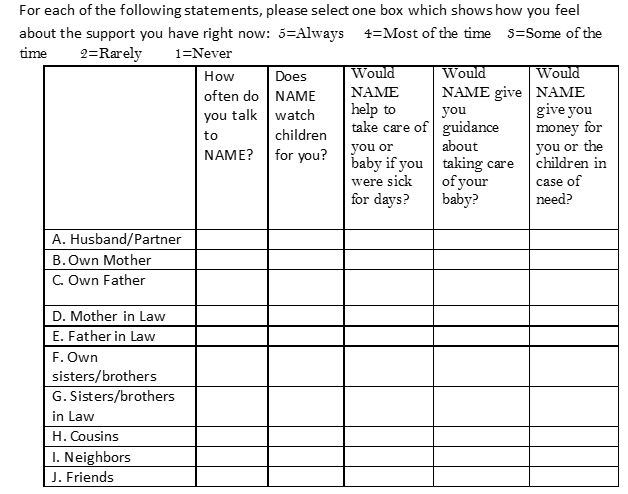 For each of the following statements, please select one box which shows how you feel
about the support you have right now: 5=Always 4=Most of the time 3=Some of the
time 2=Rarely 1=Never
How often do you talk to NAME?
Does NAME watch children for you?
Would NAME help to take care of you or baby if you were sick for days?
Would NAME give you guidance about taking care of your baby?
Would NAME give you money for you or the children in case of need?
A. Husband/Partner
B. Own Mother
C. Own Father
D. Mother in Law
E. Father in Law
F. Own
sisters/brothers
G. Sisters/brothers
in Law
H. Cousins
I. Neighbors
J. Friends